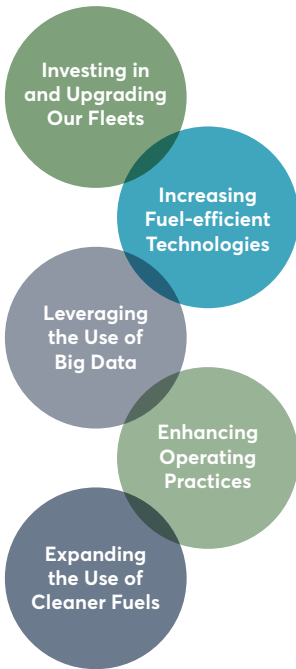 Investing in
and Upgrading
Our Fleets
Increasing
Fuel-efficient
Technologies
Leveraging
the Use of
Big Data
Enhancing
Operating
Practices
Expanding
the Use of
Cleaner Fuels